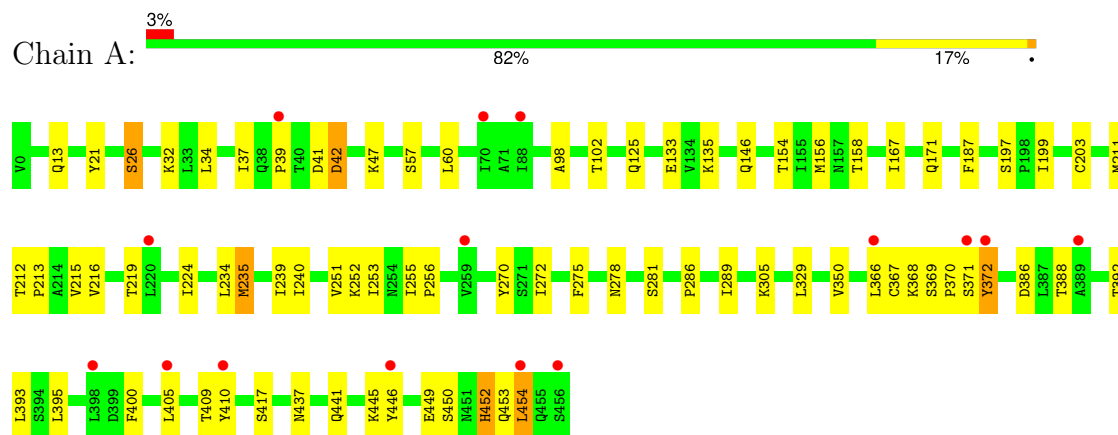 3%
Chain A:
82% 17% •
V0 Q13 Y21 S26 K32 L33 L34 I37 Q38 P39 T40 D41 D42 K47 S57 L60 I70 A71 I88 A98 T102 Q125 E133 V134 K135 Q146 T154 I155 M156 N157 T158 I167 Q171 F187 S197 P198 I199 C203 M211
T212 P213 A214 V215 V216 T219 L220 I224 L234 M235 I239 I240 V251 K252 I253 N254 I255 P256 V259 Y270 S271 I272 F275 N278 S281 P286 I289 K305 L329 V350 L366 C367 K368 S369 P370 S371 Y372 D386 L387 T388 A389 T392
L393 S394 L395 L398 D399 F400 L405 T409 Y410 S417 N437 Q441 K445 Y446 E449 S450 N451 H452 Q453 L454 Q455 S456